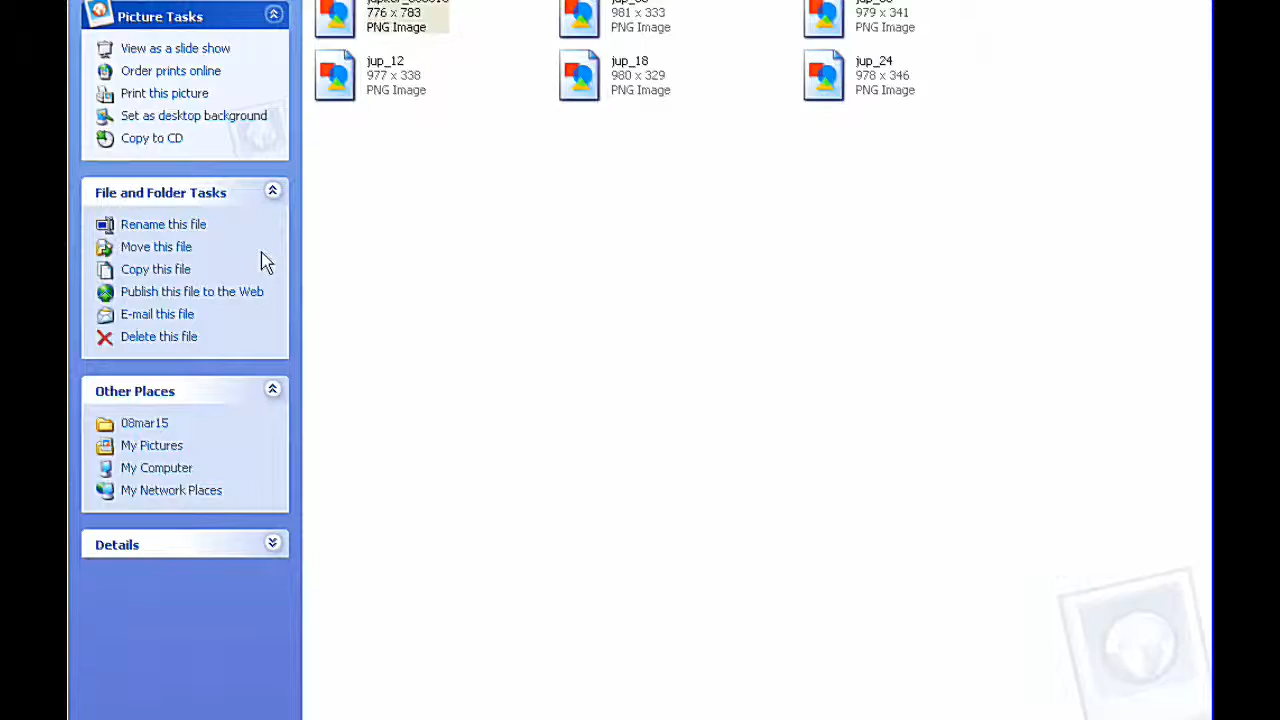 Picture Tasks
View as a slide show
Order prints online
Print this picture
Set as desktop background
Copy to CD
File and Folder Tasks
Rename this file
Move this file
Copy this file
Publish this file to the Web
E-mail this file
Delete this file
Other Places
08mar15
My Pictures
My Computer
My Network Places
Details
776 x 783
PNG Image
981 x 333
PNG Image
979 x 341
PNG Image
jup_12
977 x 338
PNG Image
jup_18
980 x 329
PNG Image
jup_24
978 x 346
PNG Image